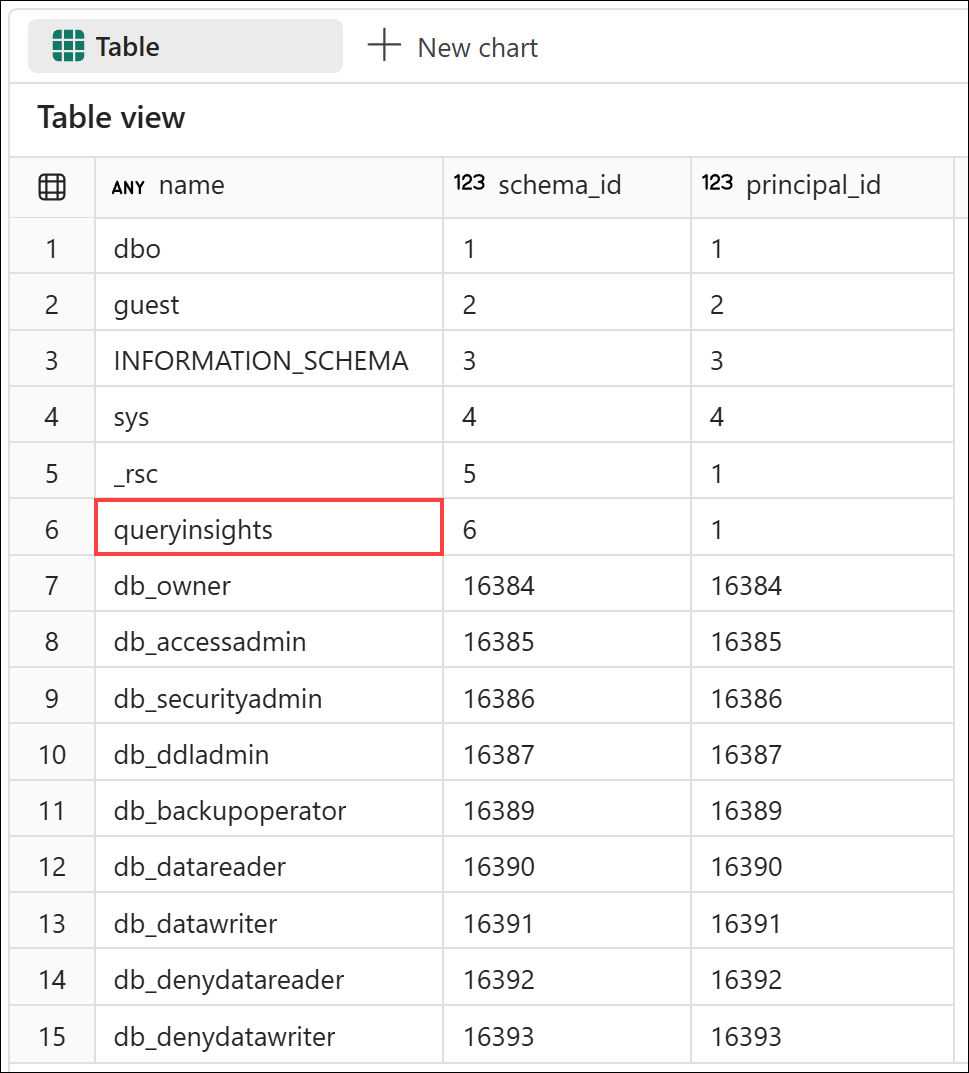 Table New chart
Table view
ANY name 123 schema_id 123 principal_id
1 dbo 1 1
2 guest 2 2
3 INFORMATION_SCHEMA 3 3
4 sys 4 4
5 _rsc 5 1
6 queryinsights 6 1
7 db_owner 16384 16384
8 db_accessadmin 16385 16385
9 db_securityadmin 16386 16386
10 db_ddladmin 16387 16387
11 db_backupoperator 16389 16389
12 db_datareader 16390 16390
13 db_datawriter 16391 16391
14 db_denydatareader 16392 16392
15 db_denydatawriter 16393 16393